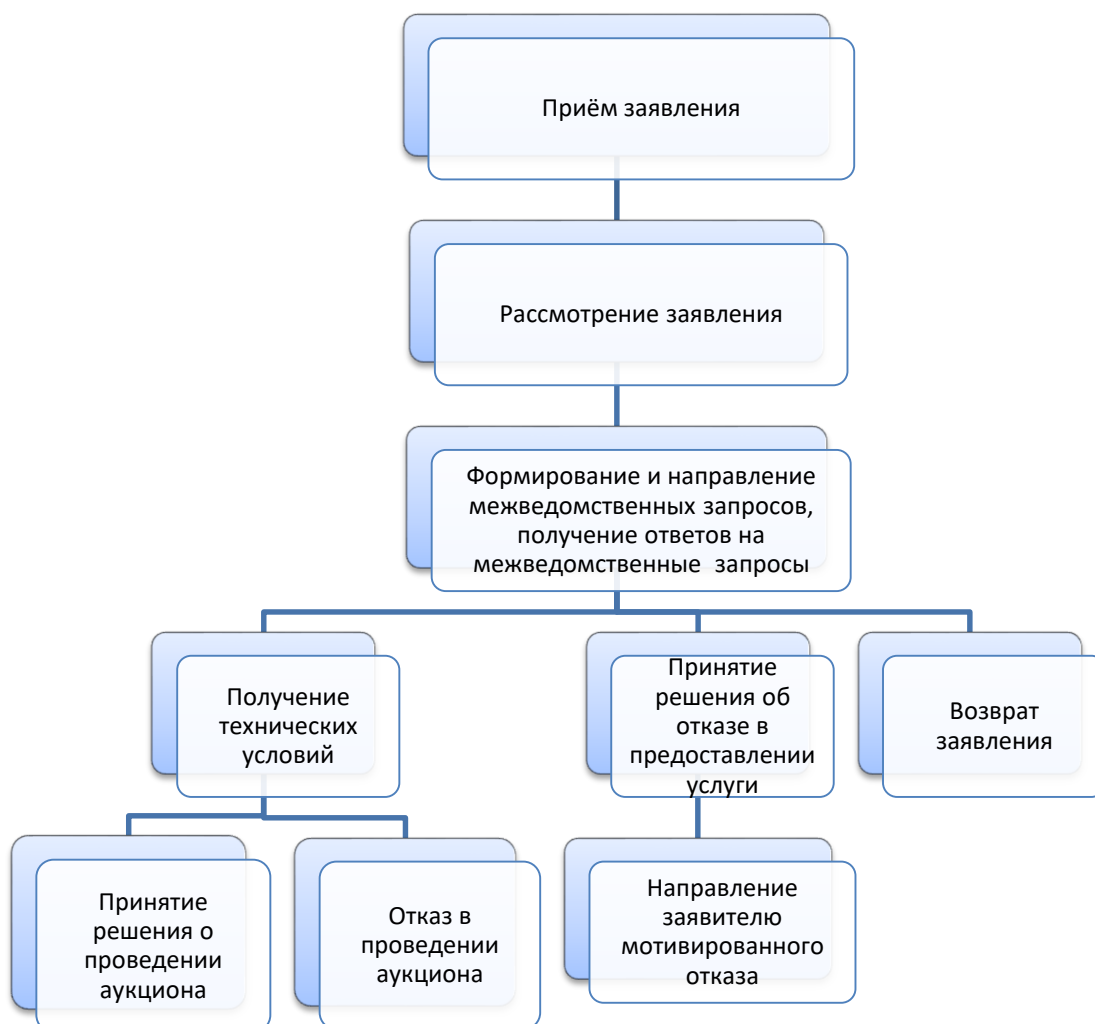 Приём заявления
Рассмотрение заявления
Формирование и направление
межведомственных запросов,
получение ответов на
межведомственные  запросы
Получение
технических
условий
Принятие
решения об
отказе в
предоставлении
услуги
Возврат
заявления
Принятие
решения о
проведении
аукциона
Отказ в
проведении
аукциона
Направление
заявителю
мотивированного
отказа